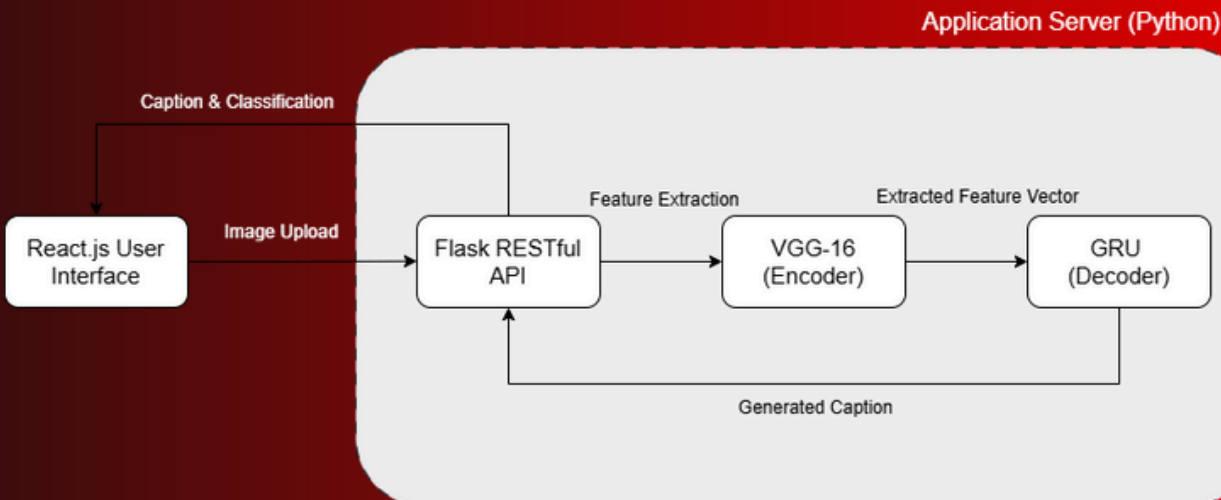 Application Server (Python)
Caption & Classification
Feature Extraction
Extracted Feature Vector
Image Upload
React.js User
Interface
Flask RESTful
API
VGG-16
(Encoder)
GRU
(Decoder)
Generated Caption